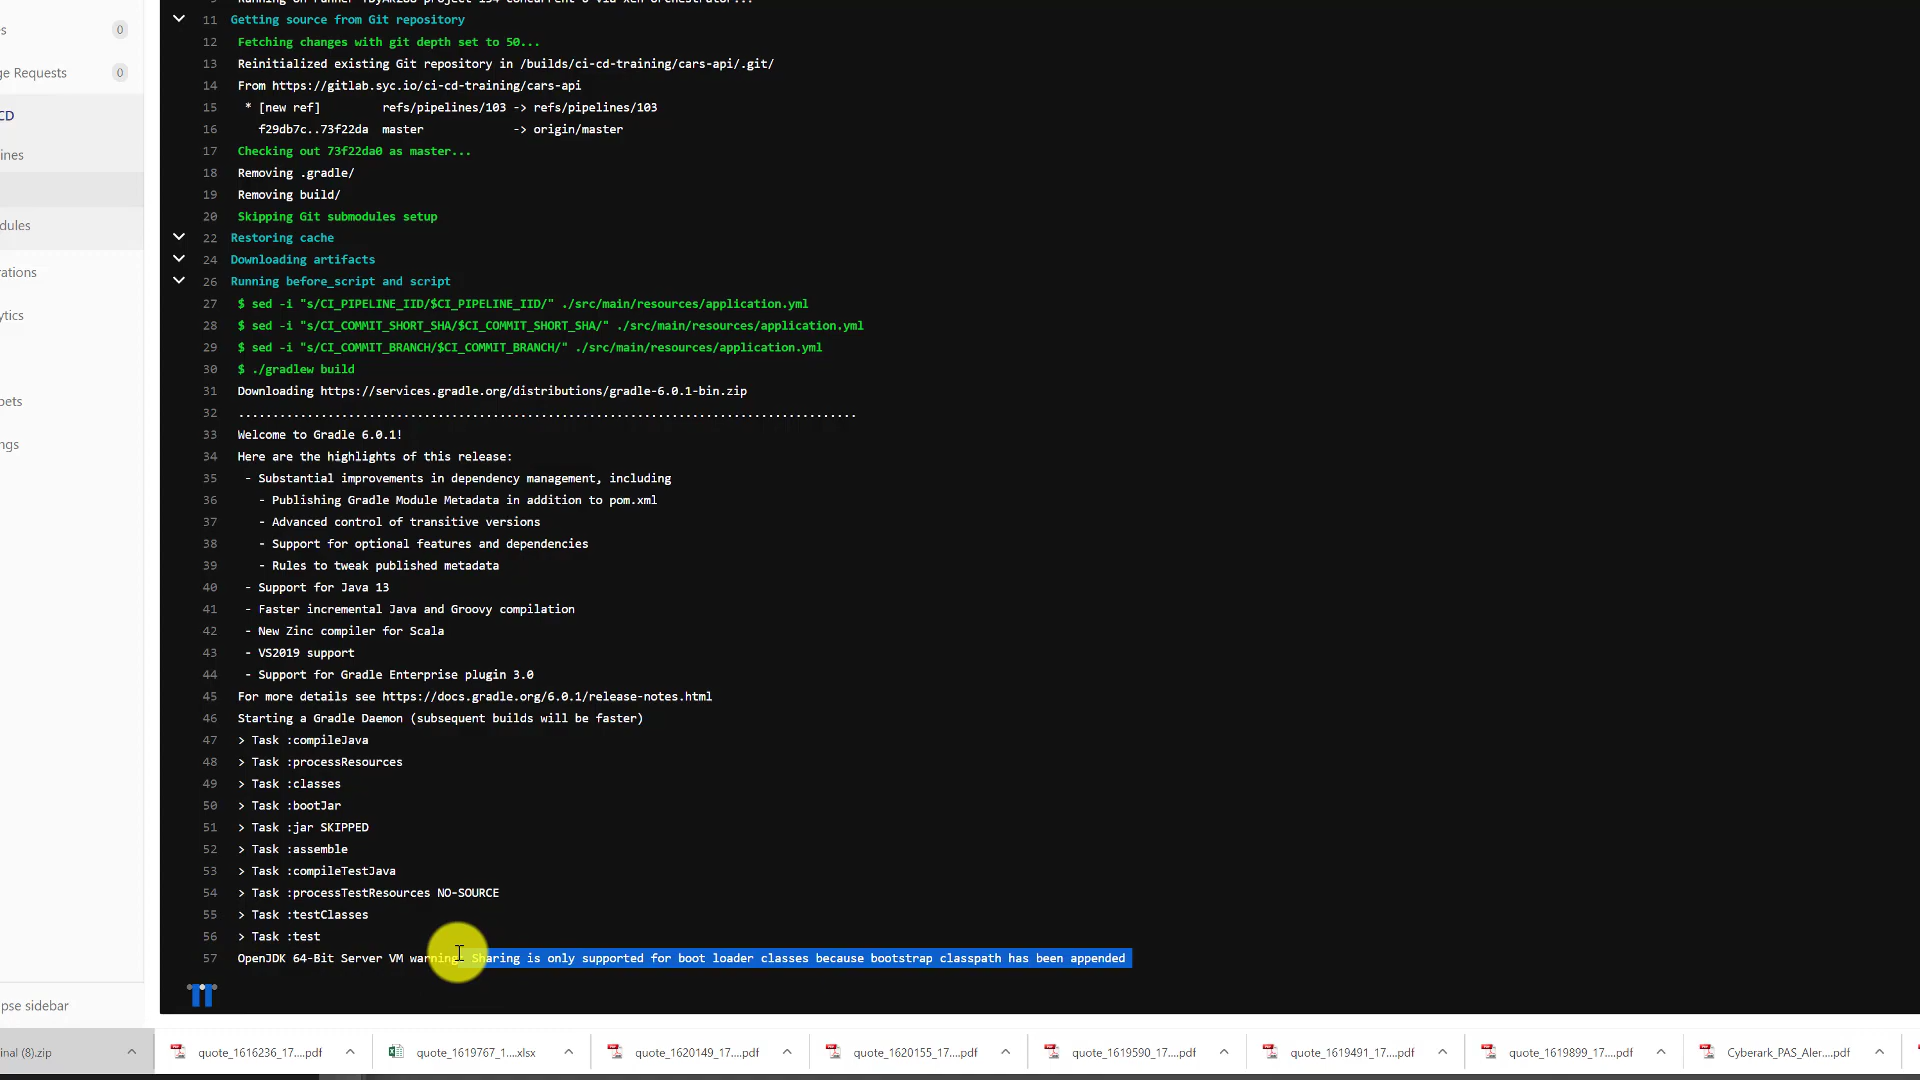 11 Getting source from Git repository
12 Fetching changes with git depth set to 50...
13 Reinitialized existing Git repository in /builds/ci-cd-training/cars-api/.git/
14 From https://gitlab.syc.io/ci-cd-training/cars-api
15 * [new ref] refs/pipelines/103 -> refs/pipelines/103
16 f29db7c..73f22da master -> origin/master
17 Checking out 73f22da0 as master...
18 Removing .gradle/
19 Removing build/
20 Skipping Git submodules setup
22 Restoring cache
24 Downloading artifacts
26 Running before_script and script
27 $ sed -i "s/CI_PIPELINE_IID/$CI_PIPELINE_IID/" ./src/main/resources/application.yml
28 $ sed -i "s/CI_COMMIT_SHORT_SHA/$CI_COMMIT_SHORT_SHA/" ./src/main/resources/application.yml
29 $ sed -i "s/CI_COMMIT_BRANCH/$CI_COMMIT_BRANCH/" ./src/main/resources/application.yml
30 $ ./gradlew build
31 Downloading https://services.gradle.org/distributions/gradle-6.0.1-bin.zip
32 ..........................................................................................
33 Welcome to Gradle 6.0.1!
34 Here are the highlights of this release:
35 - Substantial improvements in dependency management, including
36 - Publishing Gradle Module Metadata in addition to pom.xml
37 - Advanced control of transitive versions
38 - Support for optional features and dependencies
39 - Rules to tweak published metadata
40 - Support for Java 13
41 - Faster incremental Java and Groovy compilation
42 - New Zinc compiler for Scala
43 - VS2019 support
44 - Support for Gradle Enterprise plugin 3.0
45 For more details see https://docs.gradle.org/6.0.1/release-notes.html
46 Starting a Gradle Daemon (subsequent builds will be faster)
47 > Task :compileJava
48 > Task :processResources
49 > Task :classes
50 > Task :bootJar
51 > Task :jar SKIPPED
52 > Task :assemble
53 > Task :compileTestJava
54 > Task :processTestResources NO-SOURCE
55 > Task :testClasses
56 > Task :test
57 OpenJDK 64-Bit Server VM warning: Sharing is only supported for boot loader classes because bootstrap classpath has been appended
es 0
ge Requests 0
CD
ines
dules
rations
ytics
pets
ngs
pse sidebar
inal (8).zip
quote_1616236_17....pdf
quote_1619767_1....xlsx
quote_1620149_17....pdf
quote_1620155_17....pdf
quote_1619590_17....pdf
quote_1619491_17....pdf
quote_1619899_17....pdf
Cyberark_PAS_Aler....pdf